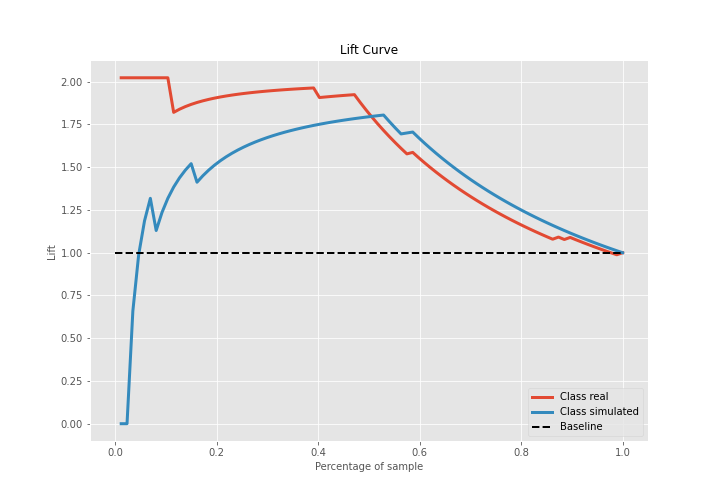 Lift Curve
2.00
1.75
1.50
1.25
1.00
0.75
0.50
0.25
0.00
Lift
0.0 0.2 0.4 0.6 0.8 1.0
Percentage of sample
Class real
Class simulated
Baseline